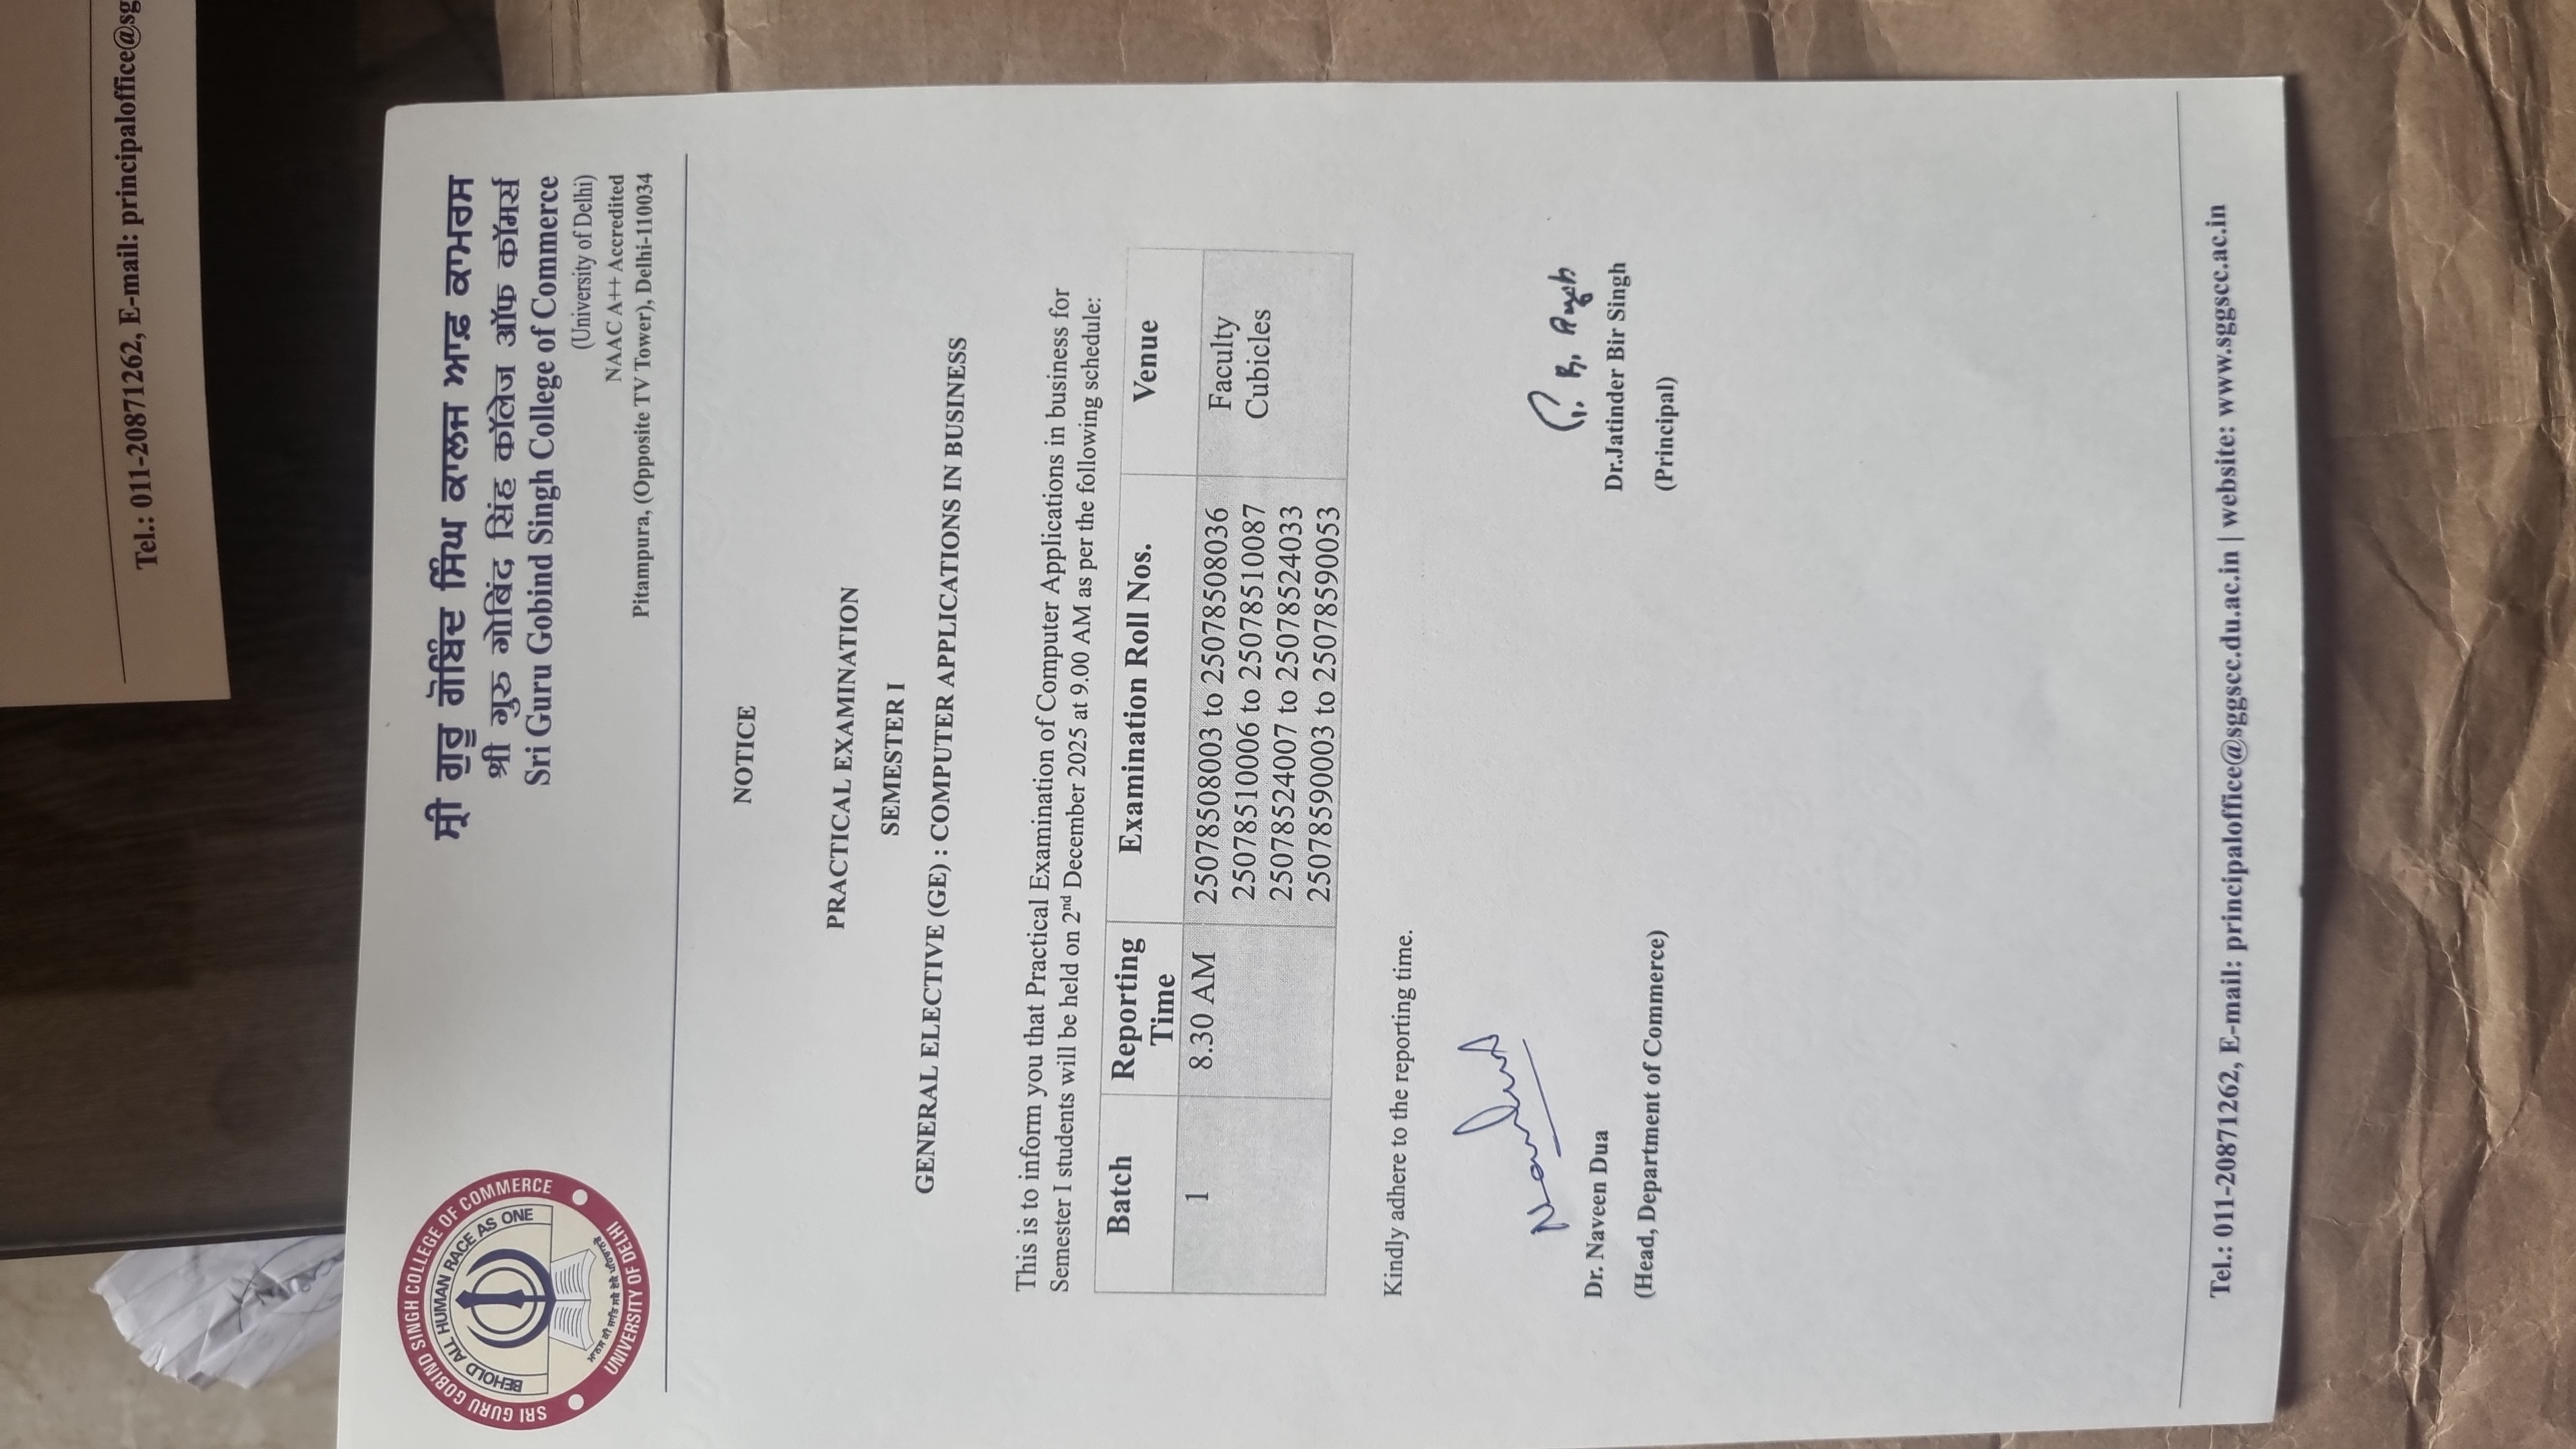 Tel.: 011-20871262, E-mail: principaloffice@sg
SRI GURU GOBIND SINGH COLLEGE OF COMMERCE
BEHOLD ALL HUMAN RACE AS ONE
UNIVERSITY OF DELHI
ਸ੍ਰੀ ਗੁਰੂ ਗੋਬਿੰਦ ਸਿੰਘ ਕਾਲਜ ਆਫ਼ ਕਾਮਰਸ
श्री गुरु गोबिंद सिंह कॉलेज ऑफ कॉमर्स
Sri Guru Gobind Singh College of Commerce
(University of Delhi)
NAAC A++ Accredited
Pitampura, (Opposite TV Tower), Delhi-110034
NOTICE
PRACTICAL EXAMINATION
SEMESTER I
GENERAL ELECTIVE (GE) : COMPUTER APPLICATIONS IN BUSINESS
This is to inform you that Practical Examination of Computer Applications in business for
Semester I students will be held on 2nd December 2025 at 9.00 AM as per the following schedule:
Batch Reporting Time Examination Roll Nos. Venue
1 8.30 AM 25078508003 to 25078508036 Faculty
25078510006 to 25078510087 Cubicles
25078524007 to 25078524033
25078590003 to 25078590053
Kindly adhere to the reporting time.
Dr. Naveen Dua
(Head, Department of Commerce)
Dr.Jatinder Bir Singh
(Principal)
Tel.: 011-20871262, E-mail: principaloffice@sggscc.du.ac.in | website: www.sggscc.ac.in